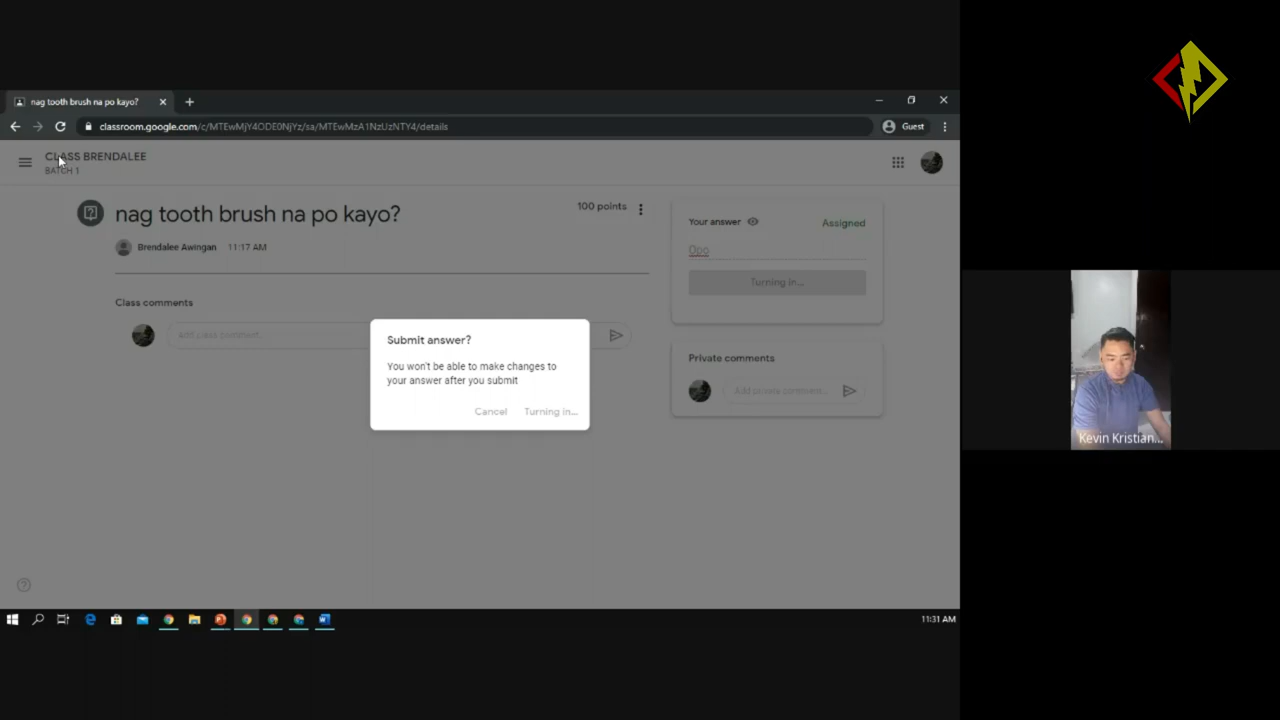 nag tooth brush na po kayo?
classroom.google.com/c/MTEwMjY4ODE0NjYz/sa/MTEwMzA1NzUzNTY4/details
Guest
CLASS BRENDALEE
BATCH 1
nag tooth brush na po kayo?
100 points
Brendalee Awingan 11:17 AM
Class comments
Add class comment...
Your answer
Assigned
Opo
Turning in...
Private comments
Add private comment...
Submit answer?
You won't be able to make changes to
your answer after you submit
Cancel Turning in...
11:31 AM
Kevin Kristian...